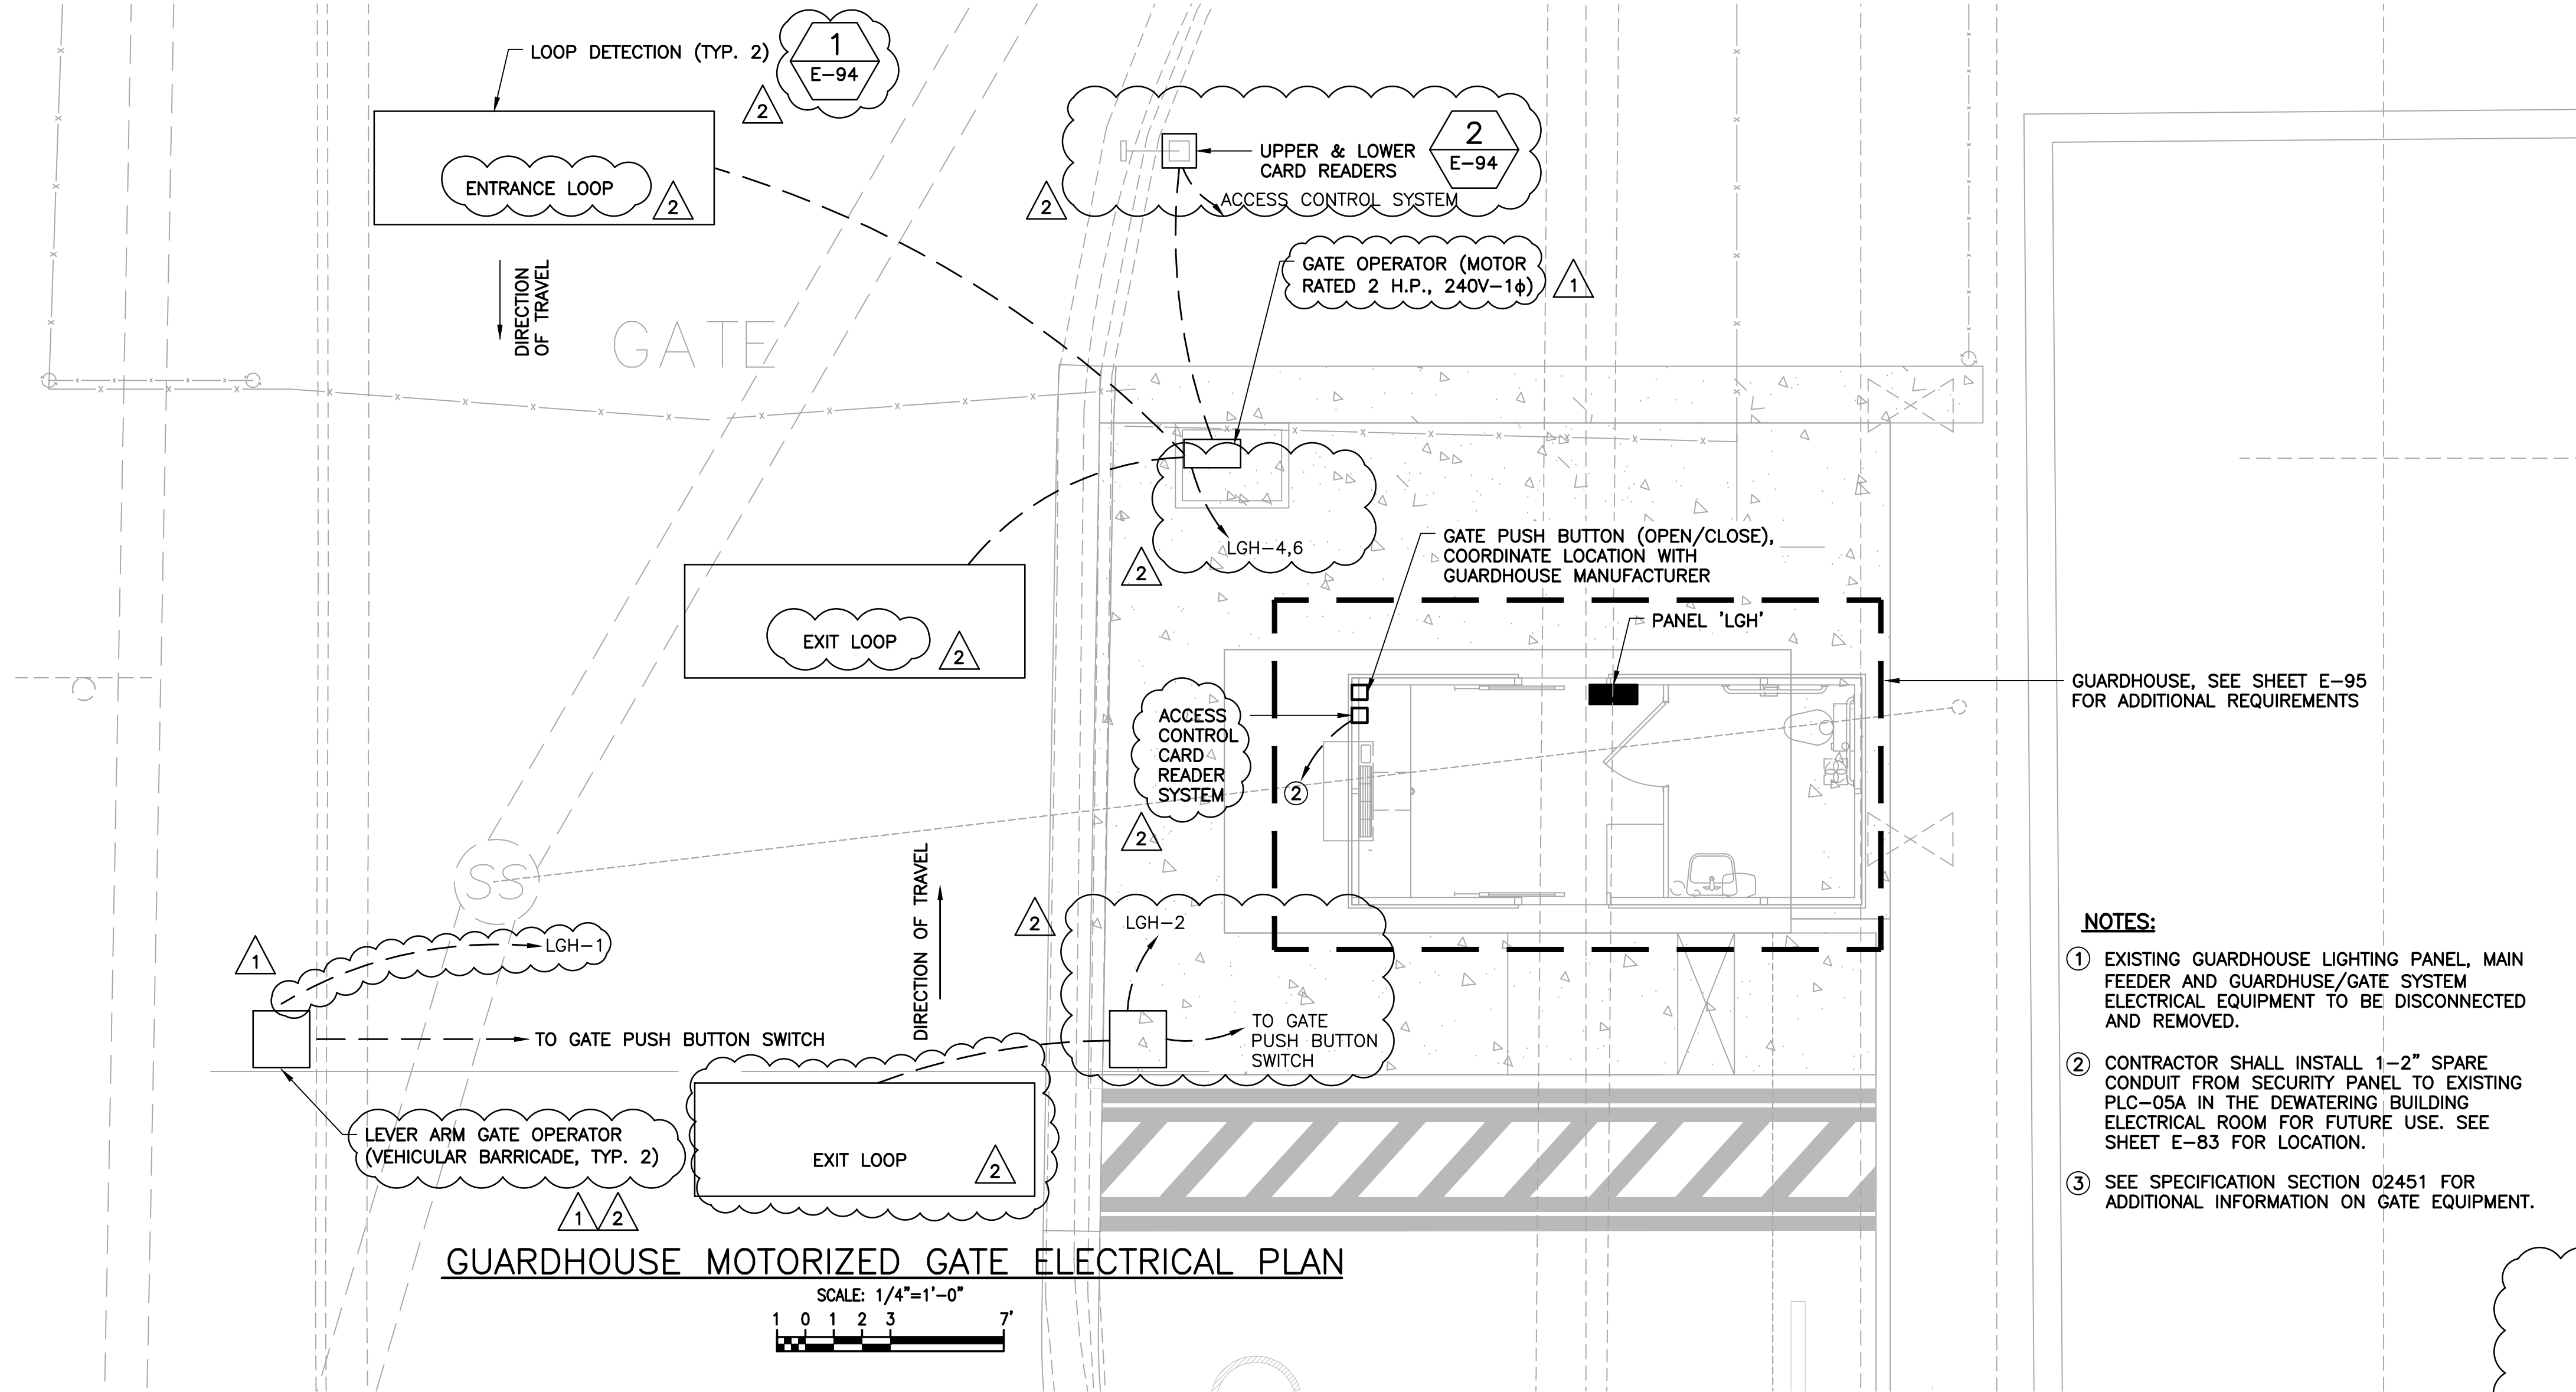 LOOP DETECTION (TYP. 2)
1
E-94
2
ENTRANCE LOOP
2
DIRECTION
OF TRAVEL
GATE
UPPER & LOWER
CARD READERS
2
E-94
ACCESS CONTROL SYSTEM
2
GATE OPERATOR (MOTOR
RATED 2 H.P., 240V-1ϕ)
1
LGH-4,6
2
EXIT LOOP
2
GATE PUSH BUTTON (OPEN/CLOSE),
COORDINATE LOCATION WITH
GUARDHOUSE MANUFACTURER
PANEL 'LGH'
GUARDHOUSE, SEE SHEET E-95
FOR ADDITIONAL REQUIREMENTS
ACCESS
CONTROL
CARD
READER
SYSTEM
2
2
SS
LGH-1
1
TO GATE PUSH BUTTON SWITCH
DIRECTION OF TRAVEL
2
LGH-2
TO GATE
PUSH BUTTON
SWITCH
LEVER ARM GATE OPERATOR
(VEHICULAR BARRICADE, TYP. 2)
1
2
EXIT LOOP
2
NOTES:
1 EXISTING GUARDHOUSE LIGHTING PANEL, MAIN
FEEDER AND GUARDHUSE/GATE SYSTEM
ELECTRICAL EQUIPMENT TO BE DISCONNECTED
AND REMOVED.
2 CONTRACTOR SHALL INSTALL 1-2" SPARE
CONDUIT FROM SECURITY PANEL TO EXISTING
PLC-05A IN THE DEWATERING BUILDING
ELECTRICAL ROOM FOR FUTURE USE. SEE
SHEET E-83 FOR LOCATION.
3 SEE SPECIFICATION SECTION 02451 FOR
ADDITIONAL INFORMATION ON GATE EQUIPMENT.
GUARDHOUSE MOTORIZED GATE ELECTRICAL PLAN
SCALE: 1/4"=1'-0"
1 0 1 2 3 7'